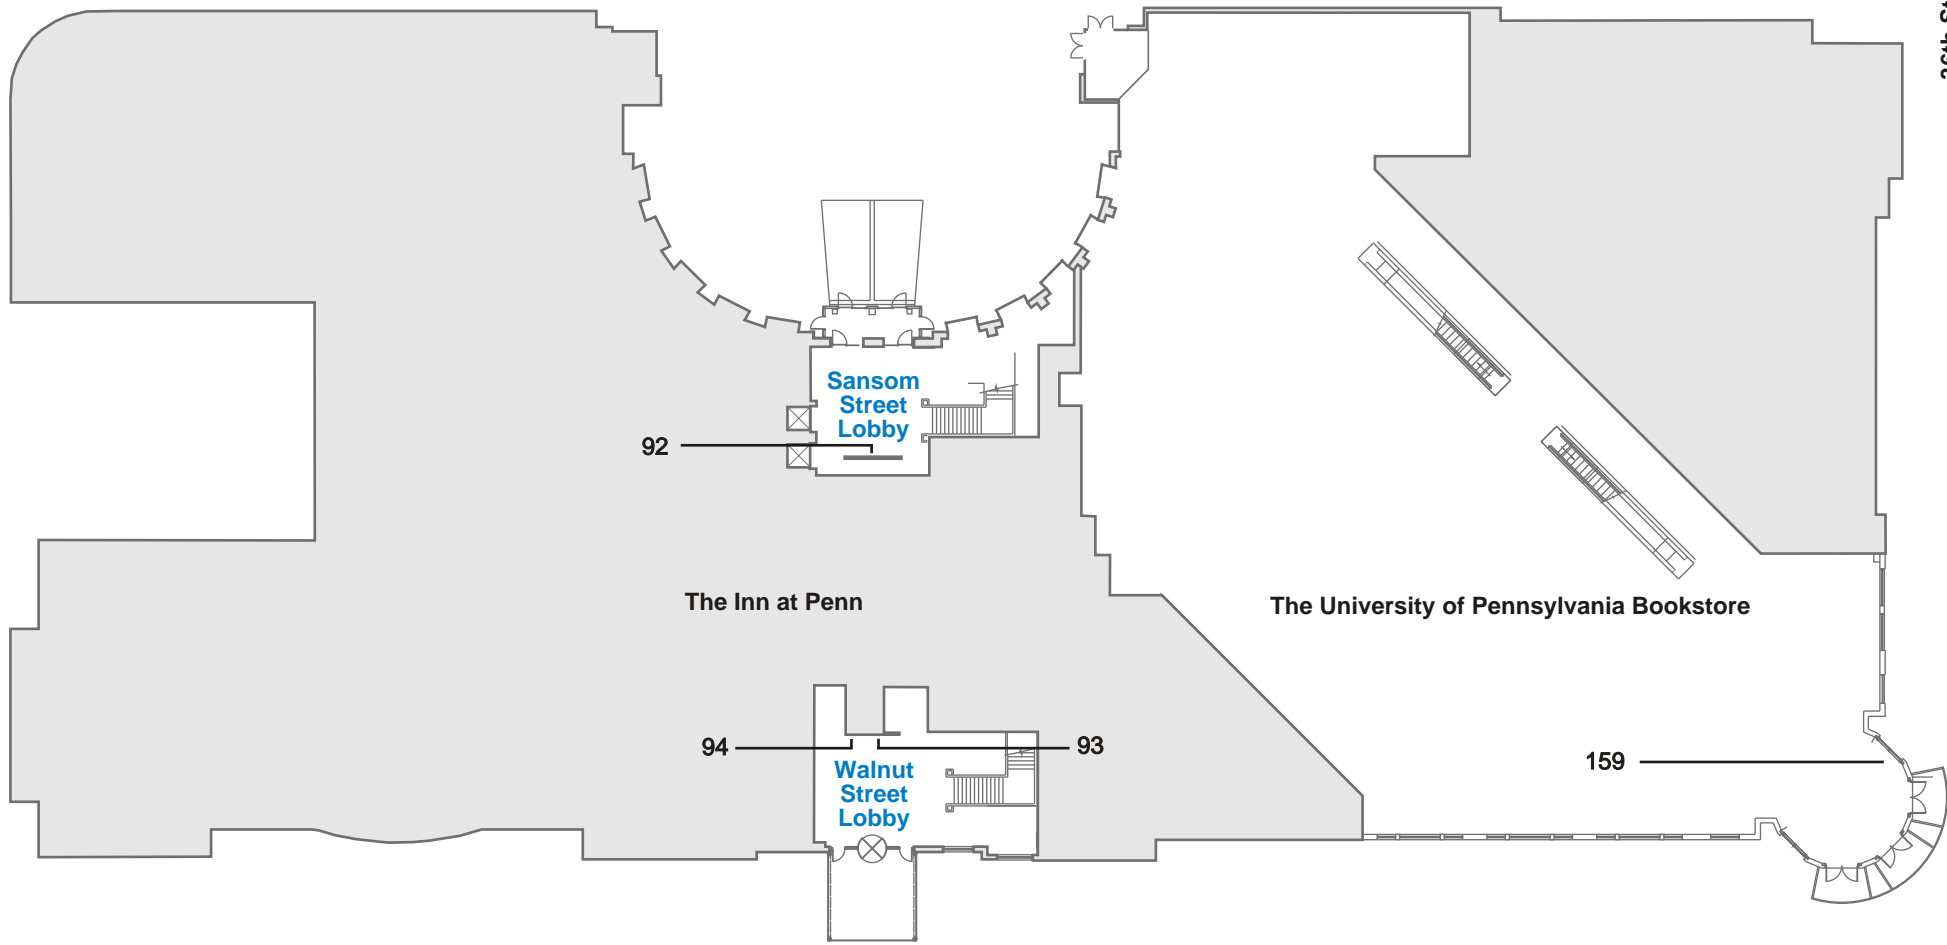 Sansom
Street
Lobby
92
The Inn at Penn
The University of Pennsylvania Bookstore
94
93
Walnut
Street
Lobby
159